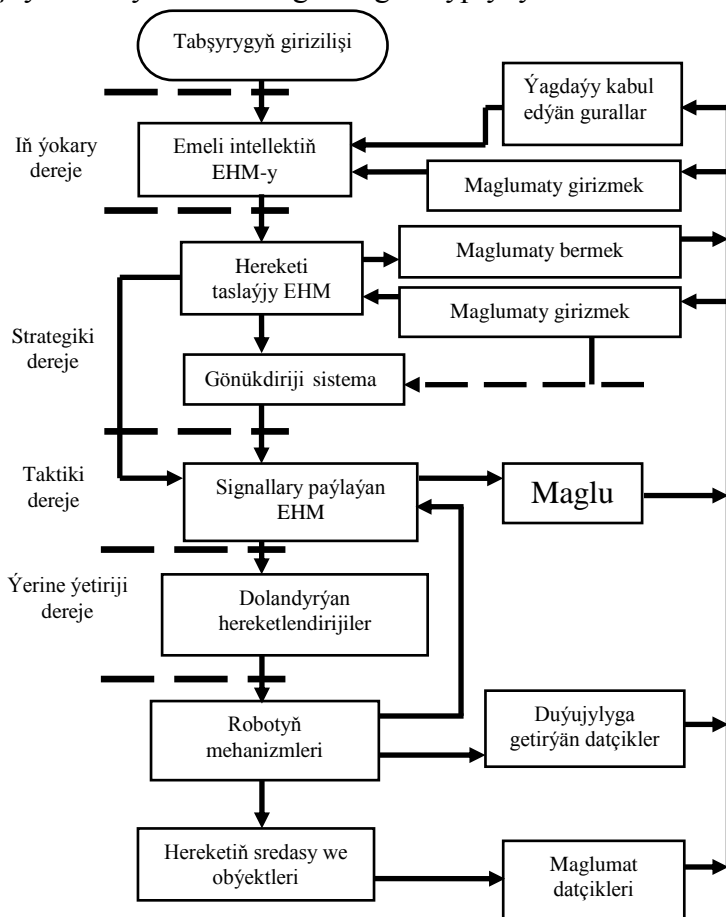 Tabşyrygyň girizilişi
Ýagdaýy kabul
edýän gurallar
Iň ýokary
dereje
Emeli intellektiň
EHM-y
Maglumaty girizmek
Maglumaty bermek
Hereketi
taslaýjy EHM
Maglumaty girizmek
Strategiki
dereje
Gönükdiriji sistema
Taktiki
dereje
Signallary paýlaýan
EHM
Maglu
Ýerine ýetiriji
dereje
Dolandyrýan
hereketlendirijiler
Robotyň
mehanizmleri
Duýujylyga
getirýän datçikler
Hereketiň sredasy we
obýektleri
Maglumat
datçikleri